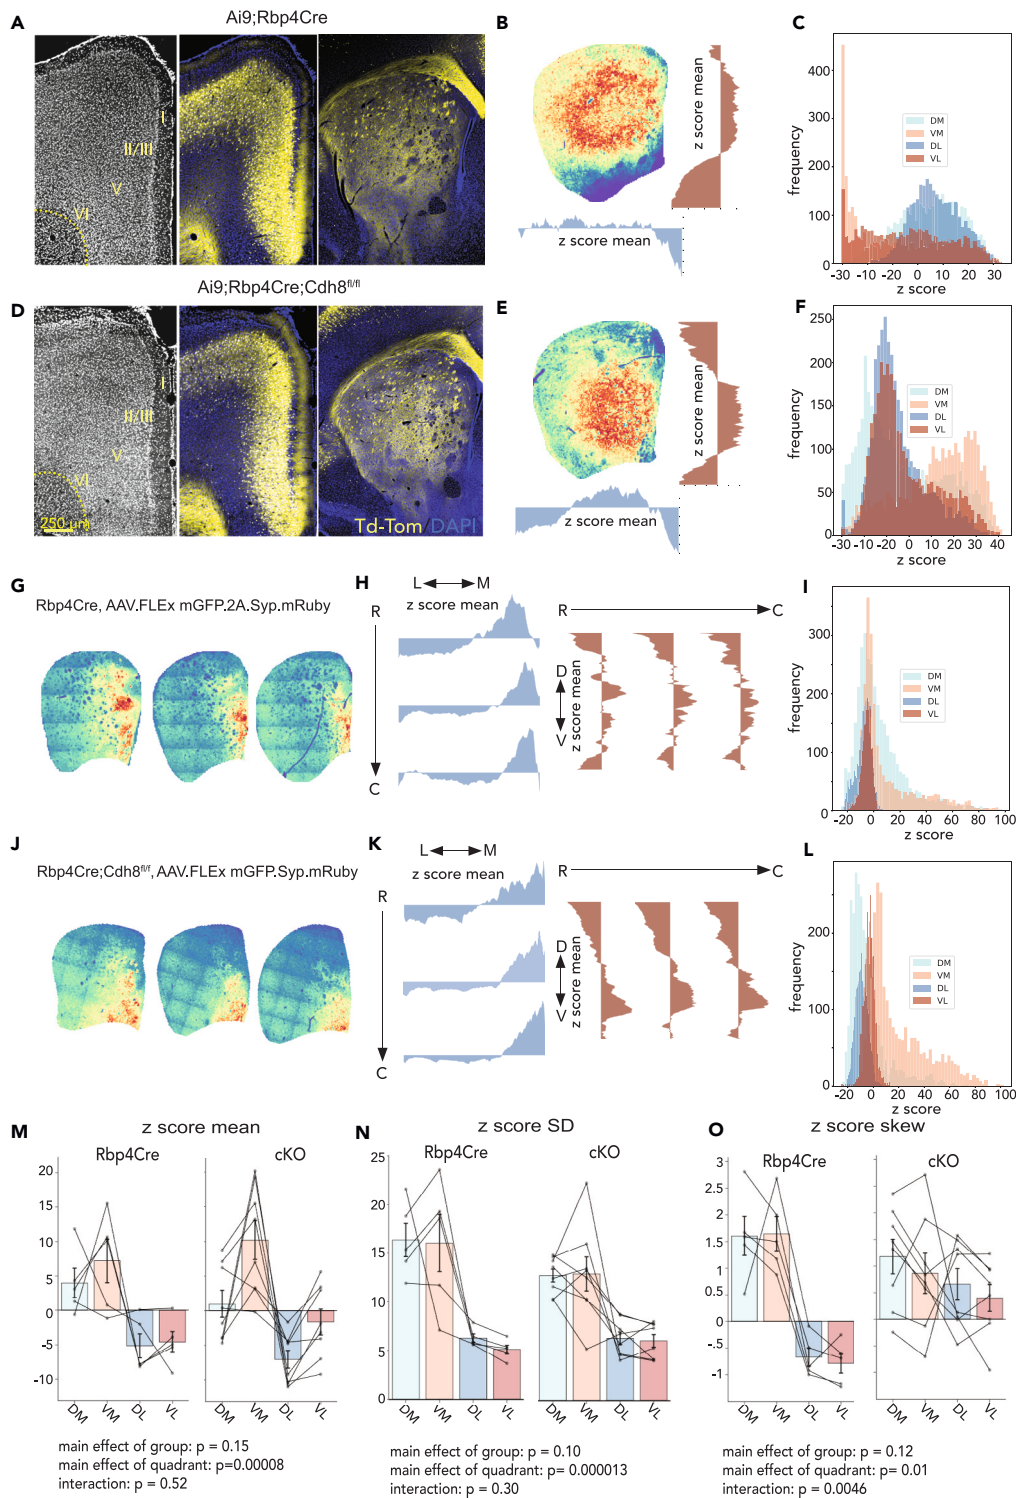 A
Ai9;Rbp4Cre
I
II/III
V
VI
B
z score mean
z score mean
C
frequency
400
300
200
100
0
DM
VM
DL
VL
-30 -20 -10 0 10 20 30
z score
D
Ai9;Rbp4Cre;Cdh8fl/fl
I
II/III
V
VI
250 µm
Td-Tom/DAPI
E
z score mean
z score mean
F
frequency
250
200
150
100
50
0
DM
VM
DL
VL
-30 -20 -10 0 10 20 30 40
z score
G
Rbp4Cre, AAV.FLEx mGFP.2A.Syp.mRuby
H
L M
z score mean
R
C
R C
D
V
z score mean
I
frequency
300
200
100
0
DM
VM
DL
VL
-20 0 20 40 60 80 100
z score
J
Rbp4Cre;Cdh8fl/f, AAV.FLEx mGFP.Syp.mRuby
K
L M
z score mean
R
C
R C
D
V
z score mean
L
frequency
200
100
0
DM
VM
DL
VL
-20 0 20 40 60 80 100
z score
M
z score mean
Rbp4Cre cKO
20
15
10
5
0
-5
-10
DM VM DL VL DM VM DL VL
main effect of group: p = 0.15
main effect of quadrant: p=0.00008
interaction: p = 0.52
N
z score SD
Rbp4Cre cKO
25
20
15
10
5
0
DM VM DL VL DM VM DL VL
main effect of group: p = 0.10
main effect of quadrant: p= 0.000013
interaction: p = 0.30
O
z score skew
Rbp4Cre cKO
3
2.5
2
1.5
1
0.5
0
-0.5
-1
DM VM DL VL DM VM DL VL
main effect of group: p = 0.12
main effect of quadrant: p= 0.01
interaction: p = 0.0046